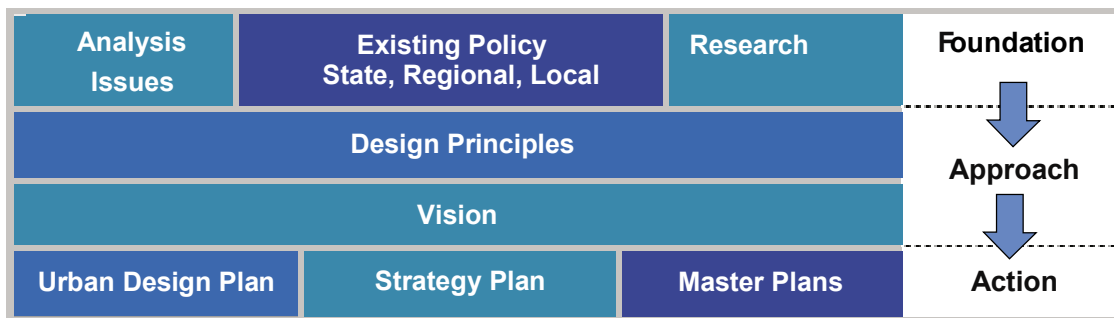 Analysis
Issues
Existing Policy
State, Regional, Local
Research
Foundation
Design Principles
Approach
Vision
Urban Design Plan
Strategy Plan
Master Plans
Action